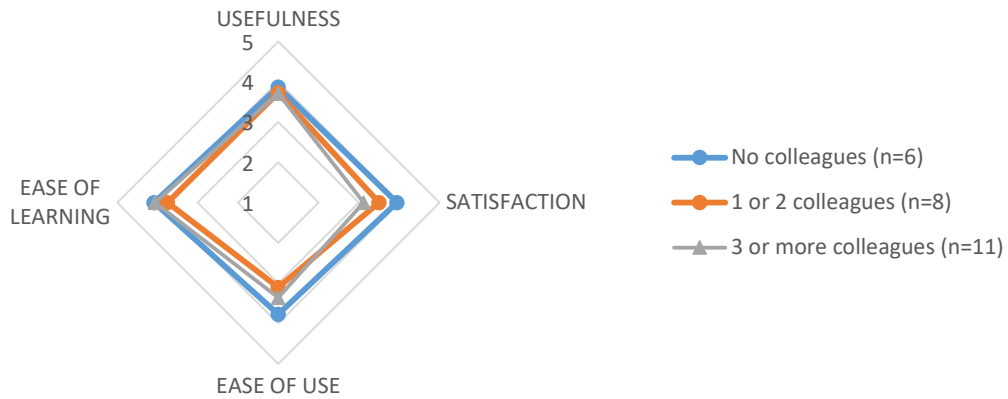 USEFULNESS
5
4
3
2
1
EASE OF
LEARNING
SATISFACTION
EASE OF USE
No colleagues (n=6)
1 or 2 colleagues (n=8)
3 or more colleagues (n=11)